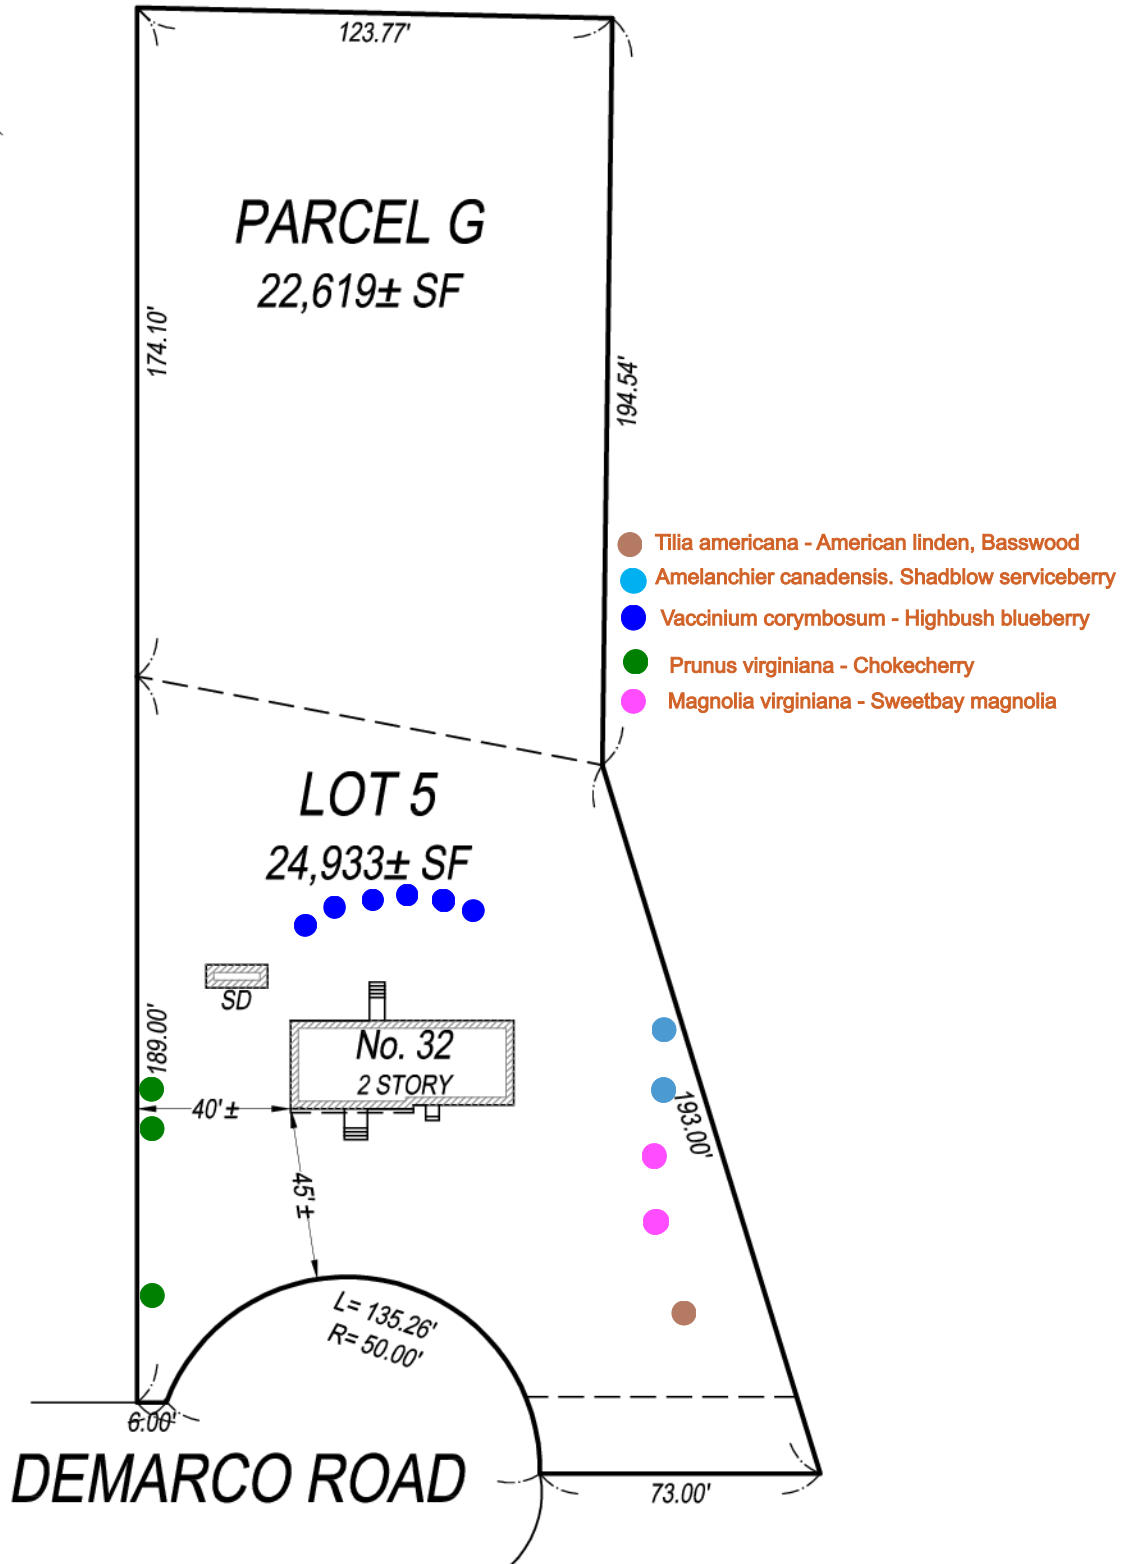 123.77'
PARCEL G
22,619± SF
174.10'
194.54'
Tilia americana - American linden, Basswood
Amelanchier canadensis. Shadblow serviceberry
Vaccinium corymbosum - Highbush blueberry
Prunus virginiana - Chokecherry
Magnolia virginiana - Sweetbay magnolia
LOT 5
24,933± SF
SD
189.00'
No. 32
2 STORY
40'±
193.00'
45'±
L= 135.26'
R= 50.00'
6.00'
DEMARCO ROAD
73.00'